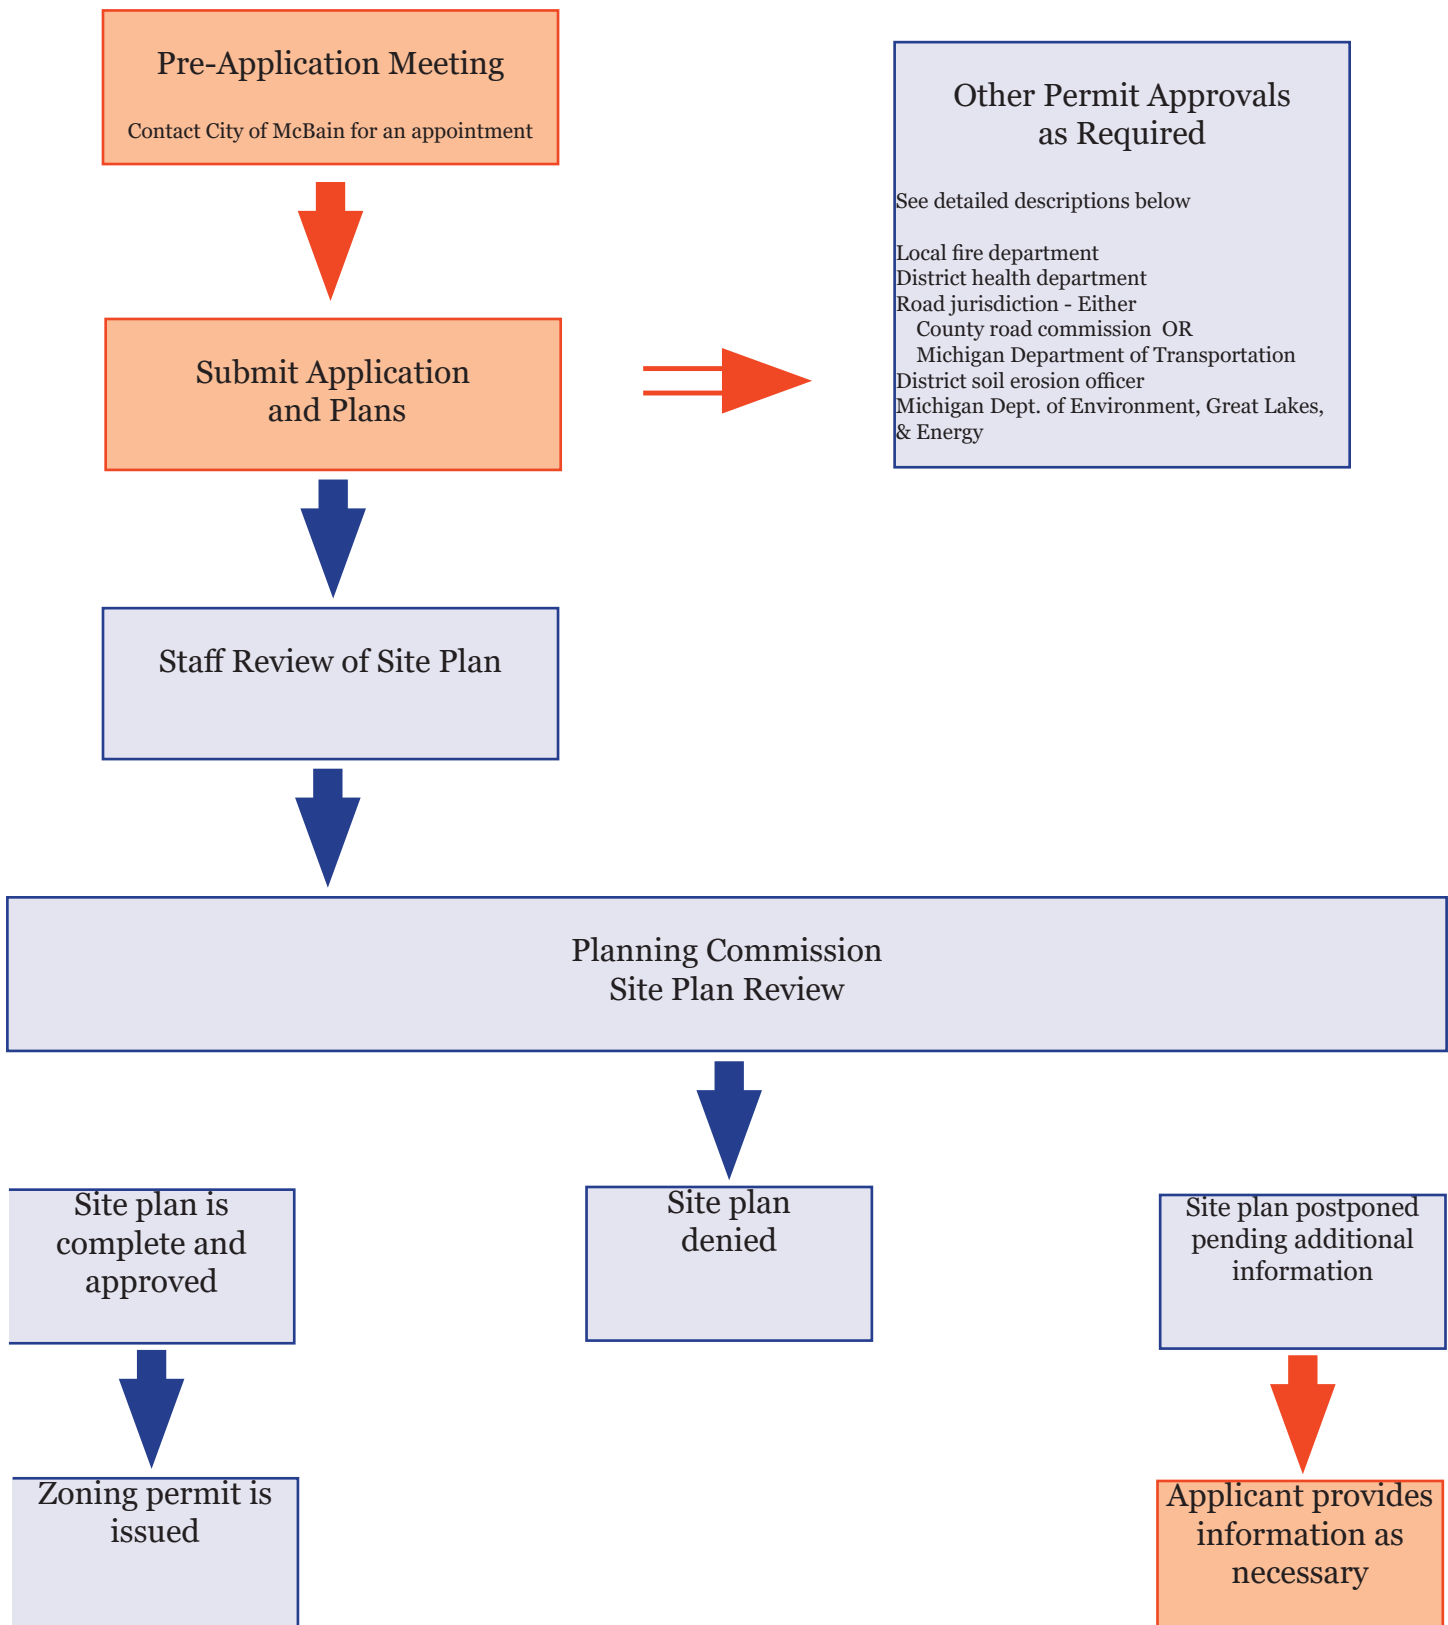 Pre-Application Meeting
Contact City of McBain for an appointment
Other Permit Approvals
as Required
See detailed descriptions below
Local fire department
District health department
Road jurisdiction - Either
County road commission OR
Michigan Department of Transportation
District soil erosion officer
Michigan Dept. of Environment, Great Lakes,
& Energy
Submit Application
and Plans
Staff Review of Site Plan
Planning Commission
Site Plan Review
Site plan is
complete and
approved
Site plan
denied
Site plan postponed
pending additional
information
Zoning permit is
issued
Applicant provides
information as
necessary